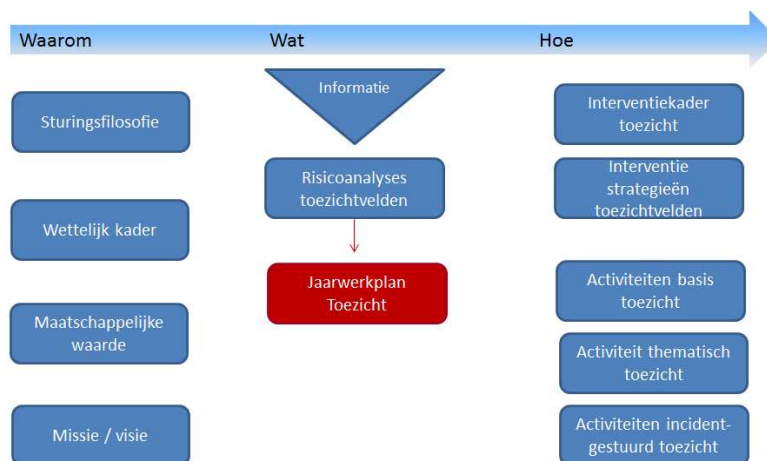 Waarom
Wat
Hoe
Sturingsfilosofie
Wettelijk kader
Maatschappelijke
waarde
Missie / visie
Informatie
Risicoanalyses
toezichtvelden
Jaarwerkplan
Toezicht
Interventiekader
toezicht
Interventie
strategieën
toezichtvelden
Activiteiten basis
toezicht
Activiteit thematisch
toezicht
Activiteiten incident-
gestuurd toezicht